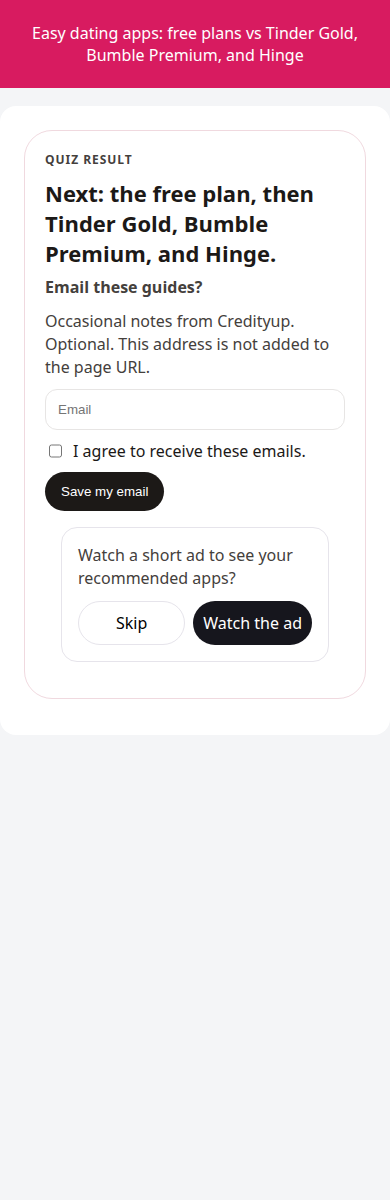 Easy dating apps: free plans vs Tinder Gold,
Bumble Premium, and Hinge
QUIZ RESULT
Next: the free plan, then
Tinder Gold, Bumble
Premium, and Hinge.
Email these guides?
Occasional notes from Credityup.
Optional. This address is not added to
the page URL.
Email
I agree to receive these emails.
Save my email
Watch a short ad to see your
recommended apps?
Skip
Watch the ad